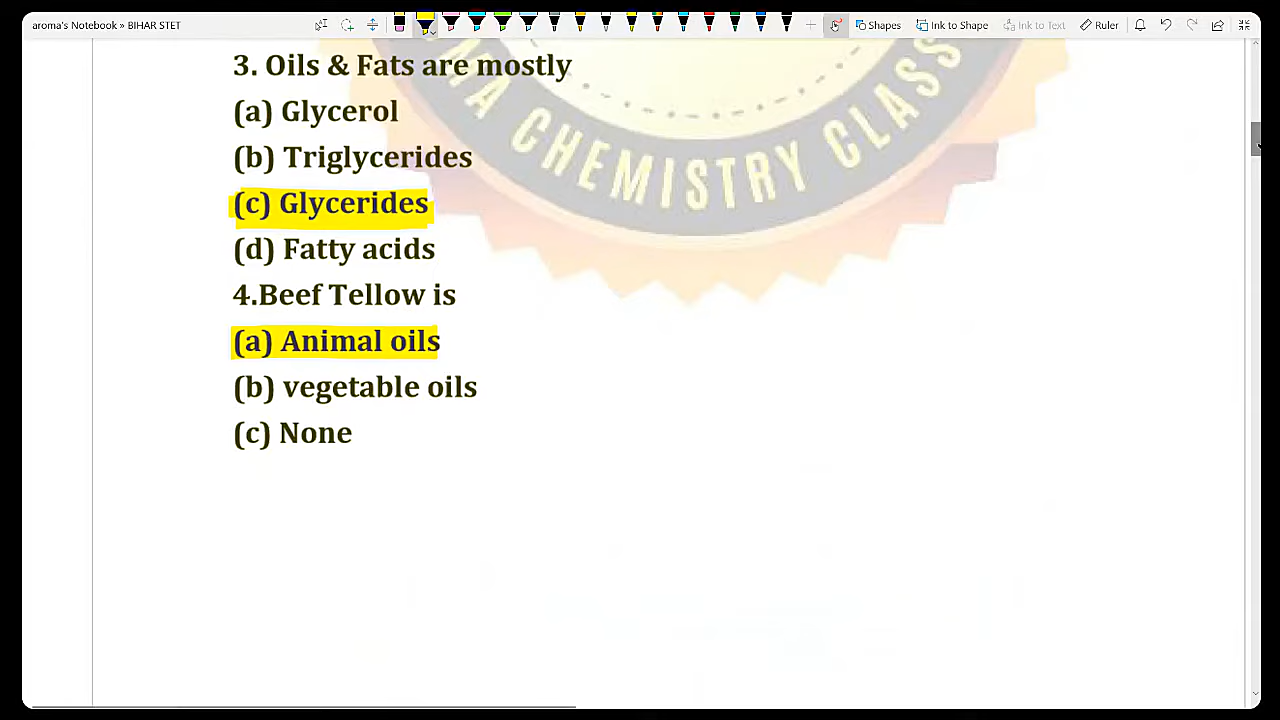 aroma's Notebook » BIHAR STET
Shapes
Ink to Shape
Ink to Text
Ruler
3. Oils & Fats are mostly
(a) Glycerol
(b) Triglycerides
(c) Glycerides
(d) Fatty acids
4.Beef Tellow is
(a) Animal oils
(b) vegetable oils
(c) None
MA CHEMISTRY CLASS